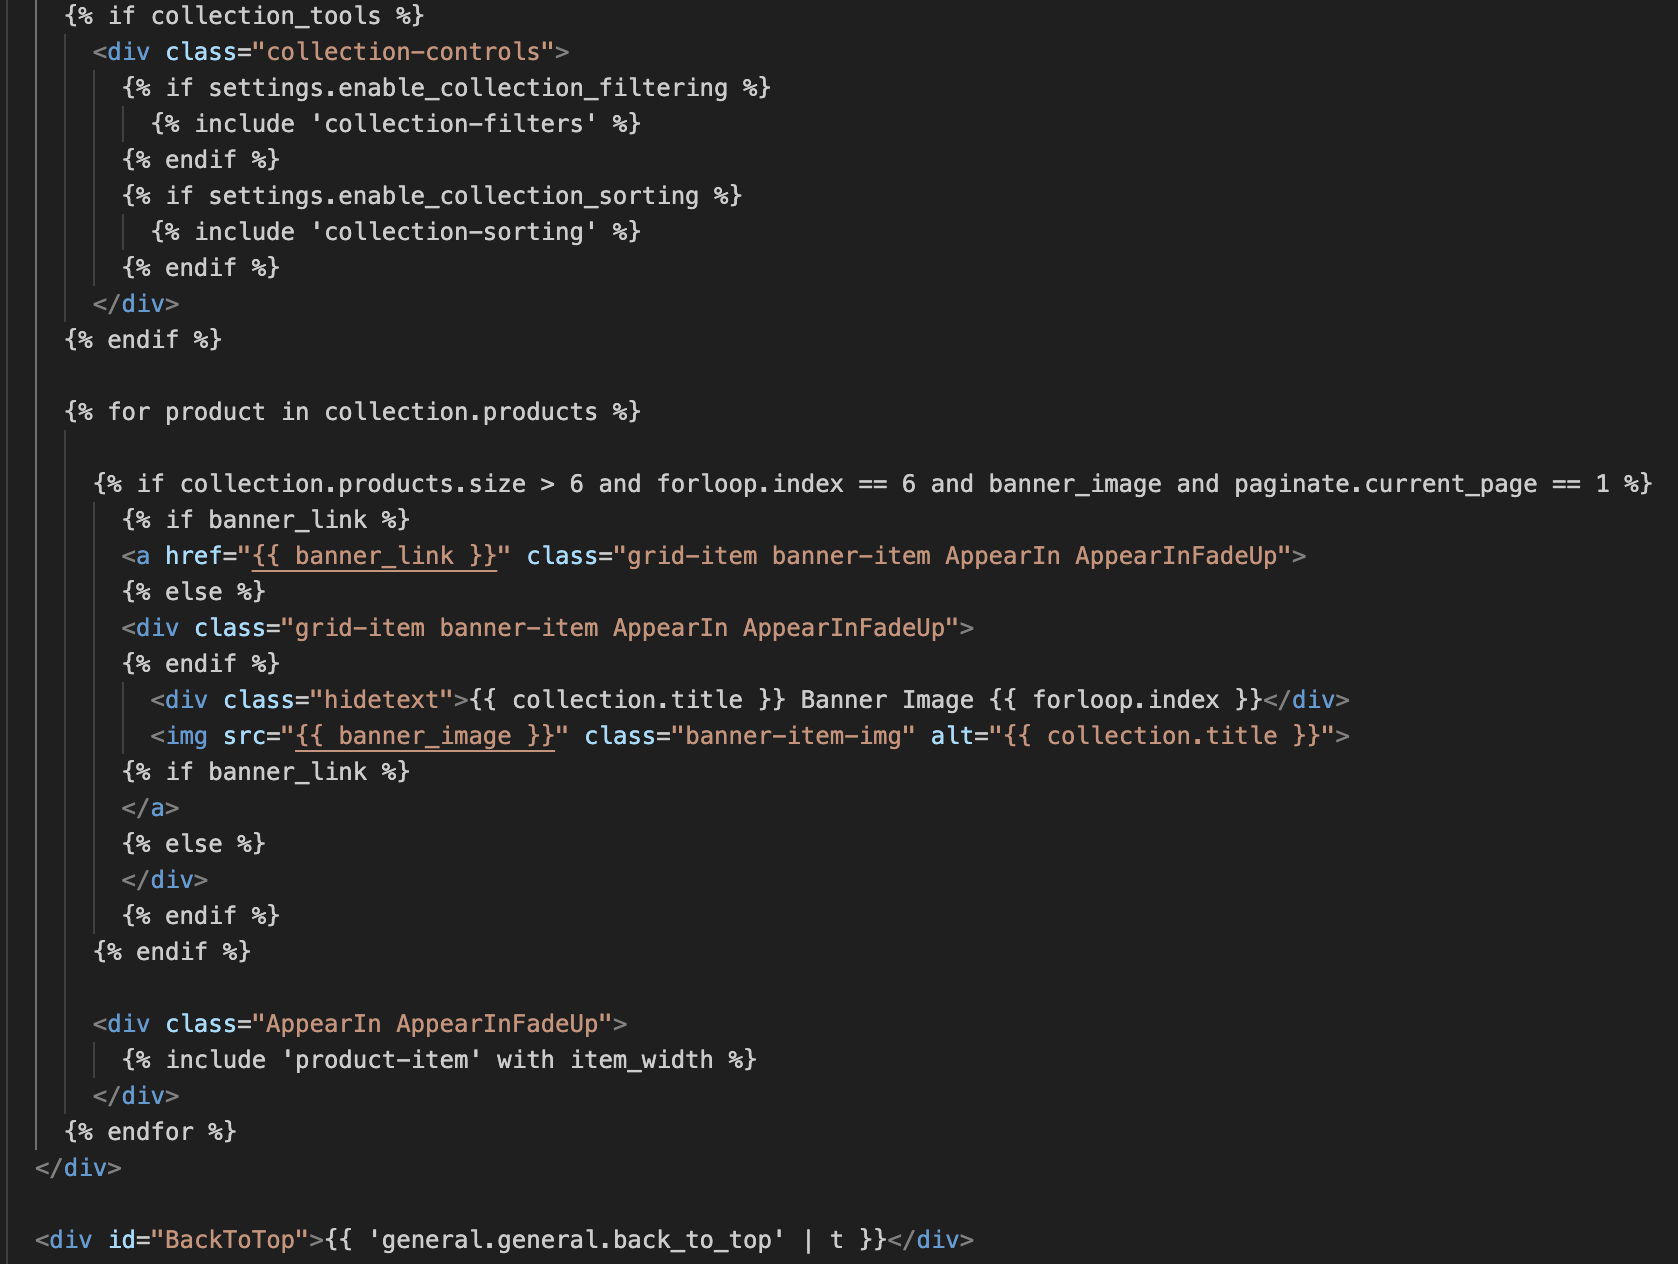 {% if collection_tools %}
<div class="collection-controls">
{% if settings.enable_collection_filtering %}
{% include 'collection-filters' %}
{% endif %}
{% if settings.enable_collection_sorting %}
{% include 'collection-sorting' %}
{% endif %}
</div>
{% endif %}
{% for product in collection.products %}
{% if collection.products.size > 6 and forloop.index == 6 and banner_image and paginate.current_page == 1 %}
{% if banner_link %}
<a href="{{ banner_link }}" class="grid-item banner-item AppearIn AppearInFadeUp">
{% else %}
<div class="grid-item banner-item AppearIn AppearInFadeUp">
{% endif %}
<div class="hidetext">{{ collection.title }} Banner Image {{ forloop.index }}</div>
<img src="{{ banner_image }}" class="banner-item-img" alt="{{ collection.title }}">
{% if banner_link %}
</a>
{% else %}
</div>
{% endif %}
{% endif %}
<div class="AppearIn AppearInFadeUp">
{% include 'product-item' with item_width %}
</div>
{% endfor %}
</div>
<div id="BackToTop">{{ 'general.general.back_to_top' | t }}</div>